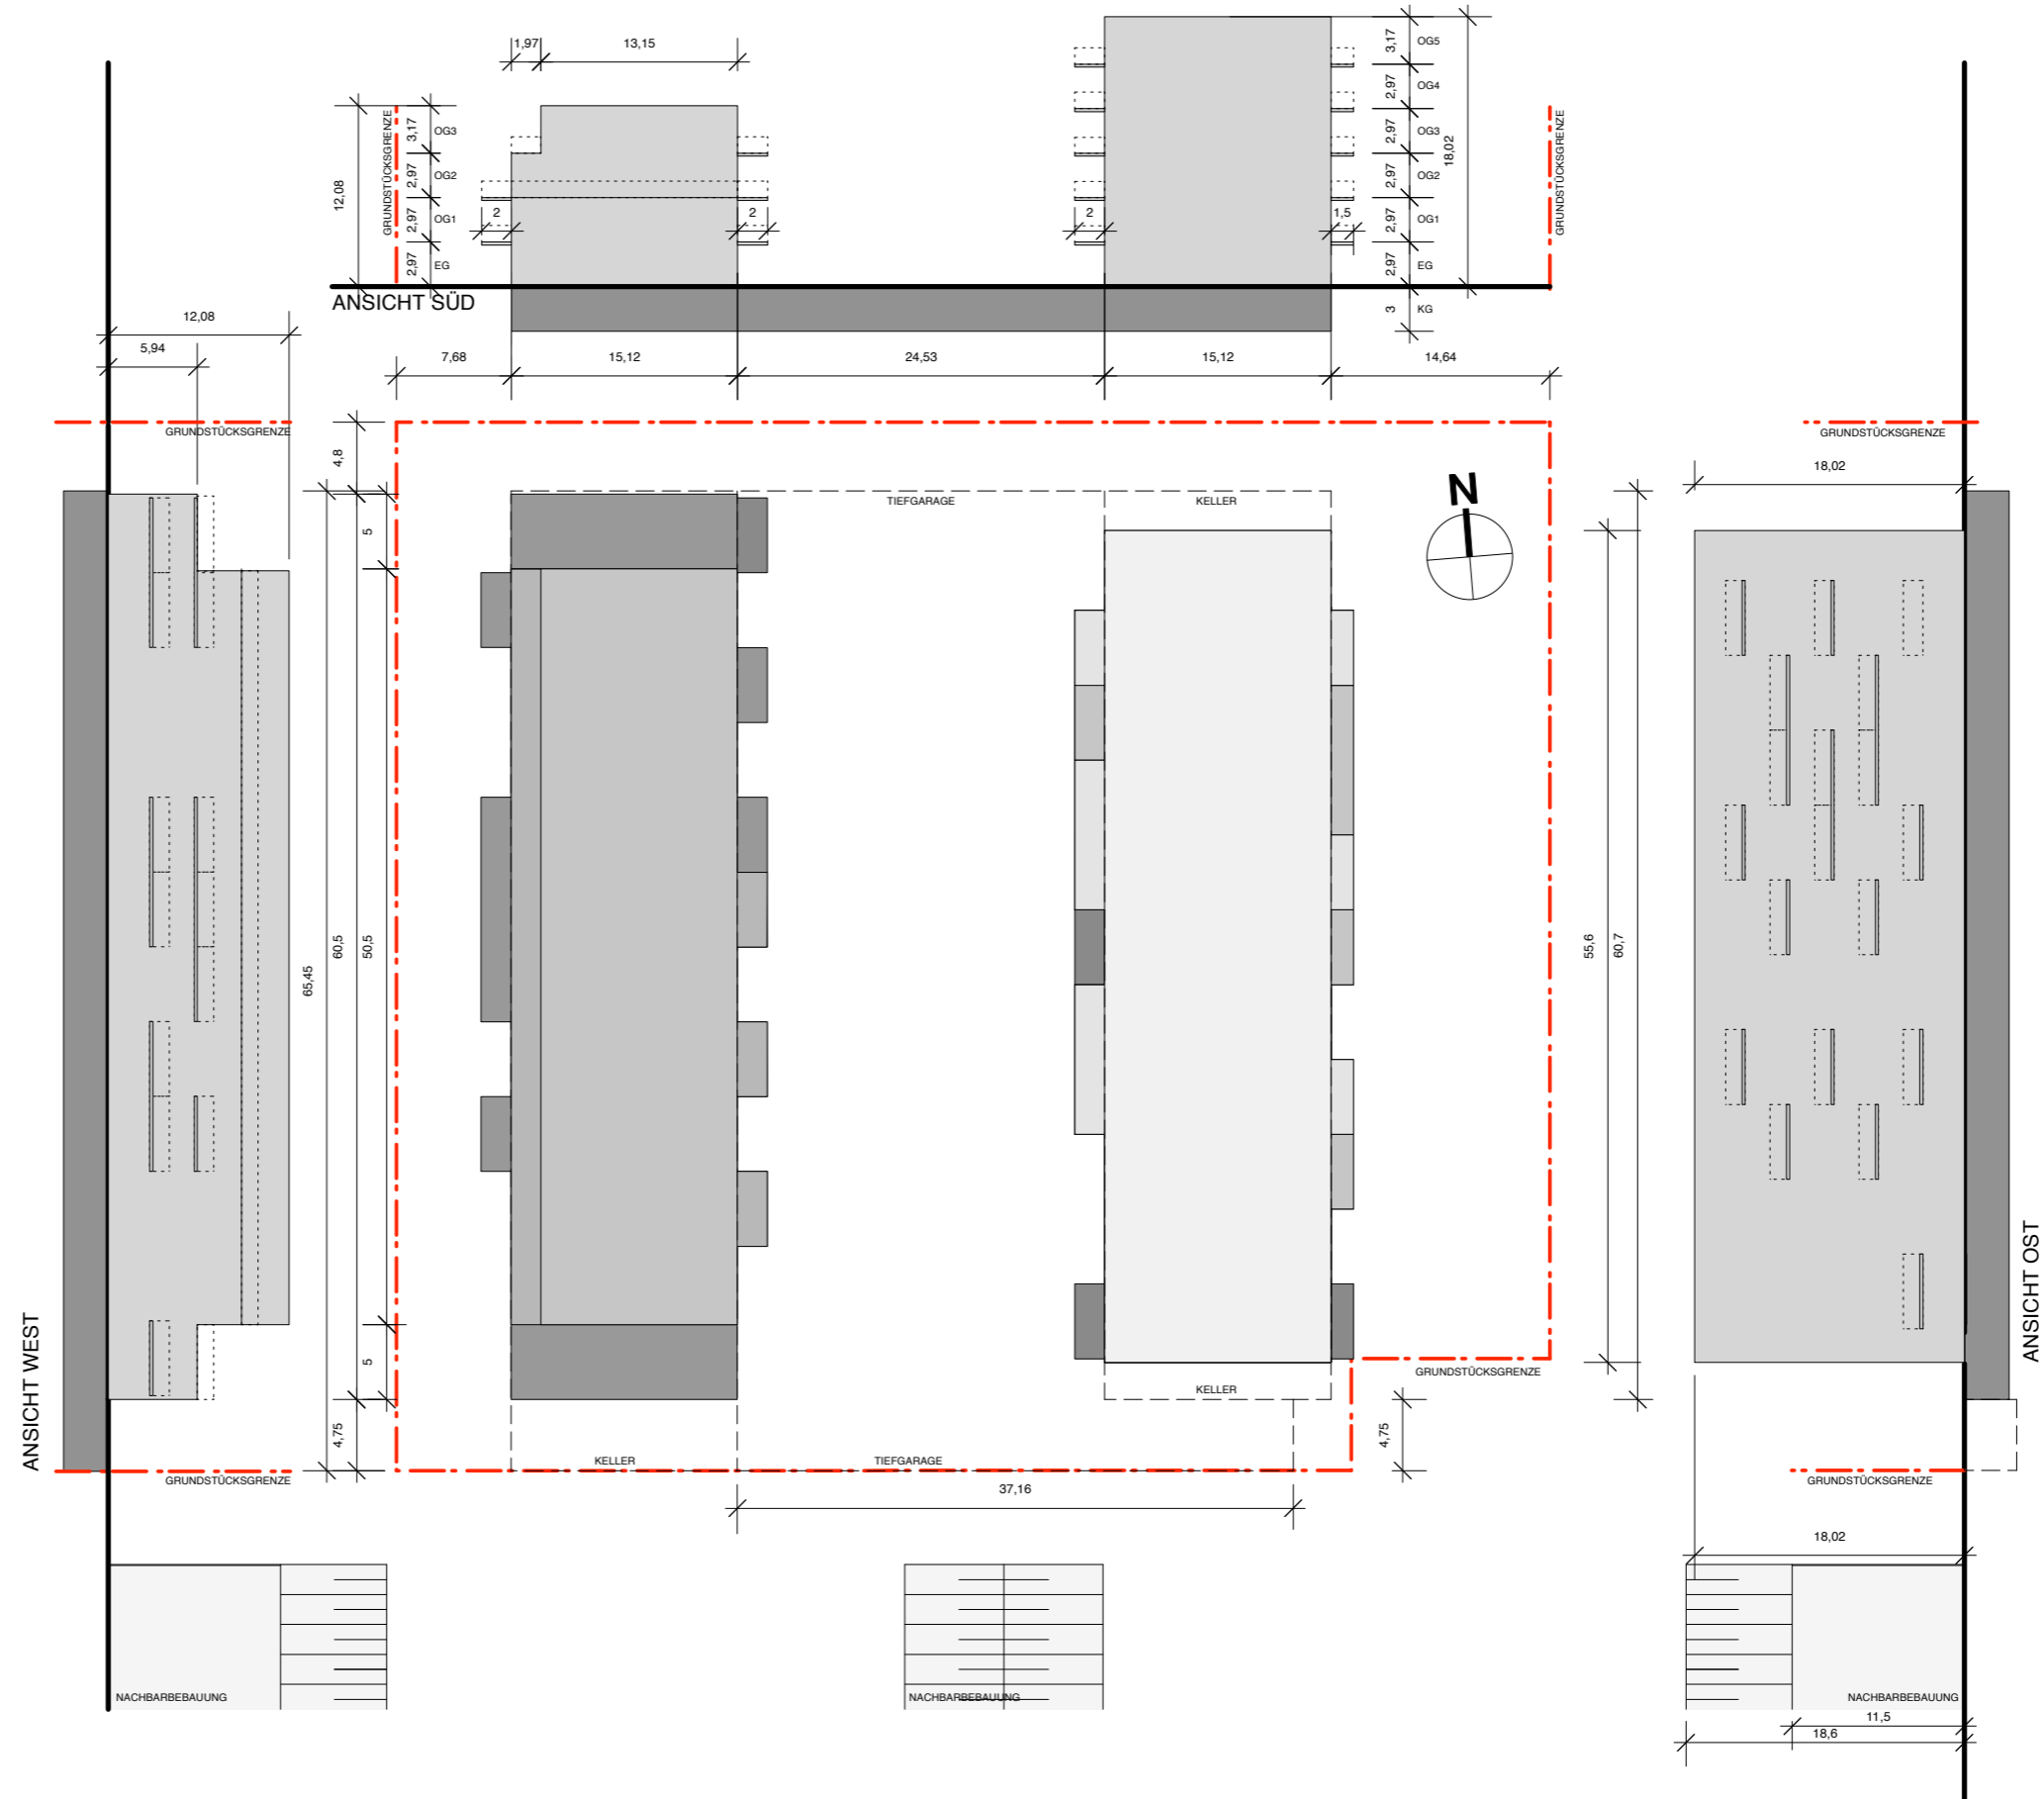 1,97
13,15
3,17
OG5
2,97
OG4
2,97
OG3
18,02
2,97
OG2
2,97
OG1
2,97
EG
3
KG
GRUNDSTÜCKSGRENZE
GRUNDSTÜCKSGRENZE
12,08
3,17
OG3
2,97
OG2
2,97
OG1
2,97
EG
2
2
2
1,5
ANSICHT SÜD
7,68
15,12
24,53
15,12
14,64
12,08
5,94
GRUNDSTÜCKSGRENZE
GRUNDSTÜCKSGRENZE
4,8
18,02
N
TIEFGARAGE
KELLER
5
65,45
60,5
50,5
55,6
60,7
5
4,75
ANSICHT WEST
ANSICHT OST
GRUNDSTÜCKSGRENZE
KELLER
4,75
KELLER
TIEFGARAGE
GRUNDSTÜCKSGRENZE
GRUNDSTÜCKSGRENZE
37,16
18,02
NACHBARBEBAUUNG
NACHBARBEBAUUNG
NACHBARBEBAUUNG
11,5
18,6